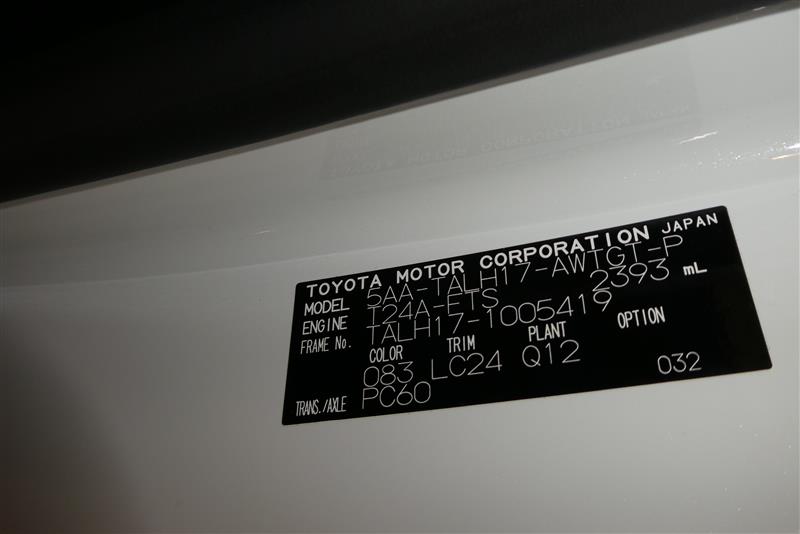 TOYOTA MOTOR CORPORATION JAPAN
MODEL 5AA-TALH17-AWTGT-P
ENGINE T24A-FTS 2393 mL
FRAME No. TALH17-1005419
COLOR TRIM PLANT OPTION
083 LC24 Q12 032
TRANS./AXLE PC60